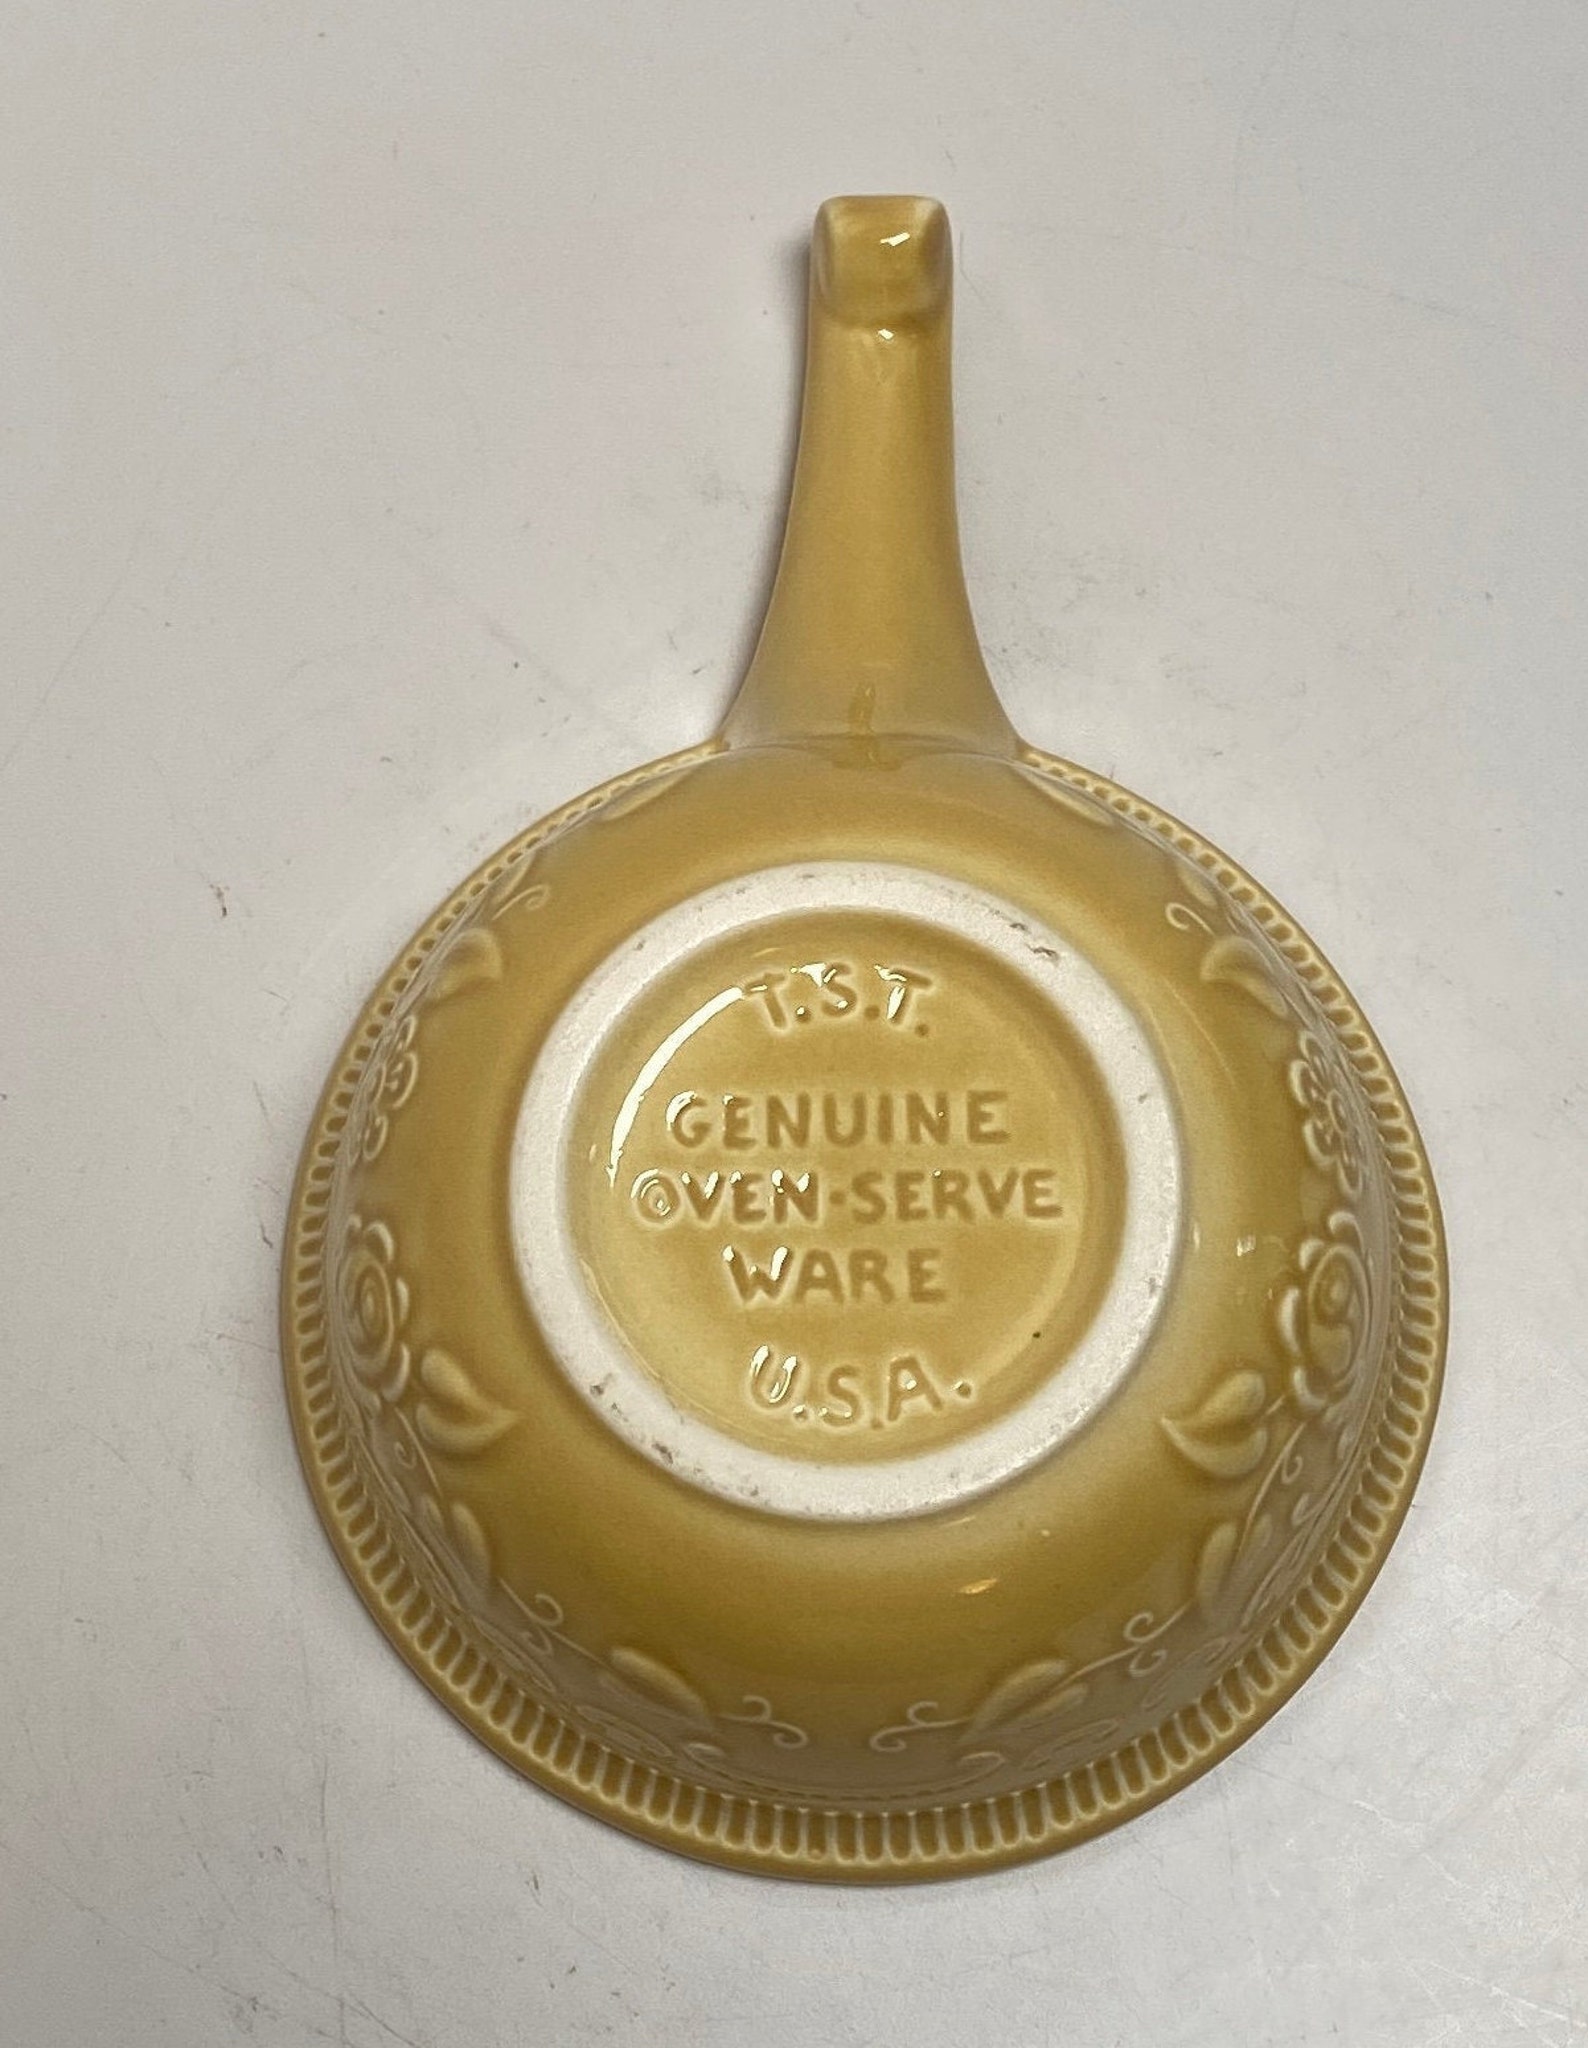 T.S.T.
GENUINE
OVEN-SERVE
WARE
U.S.A.